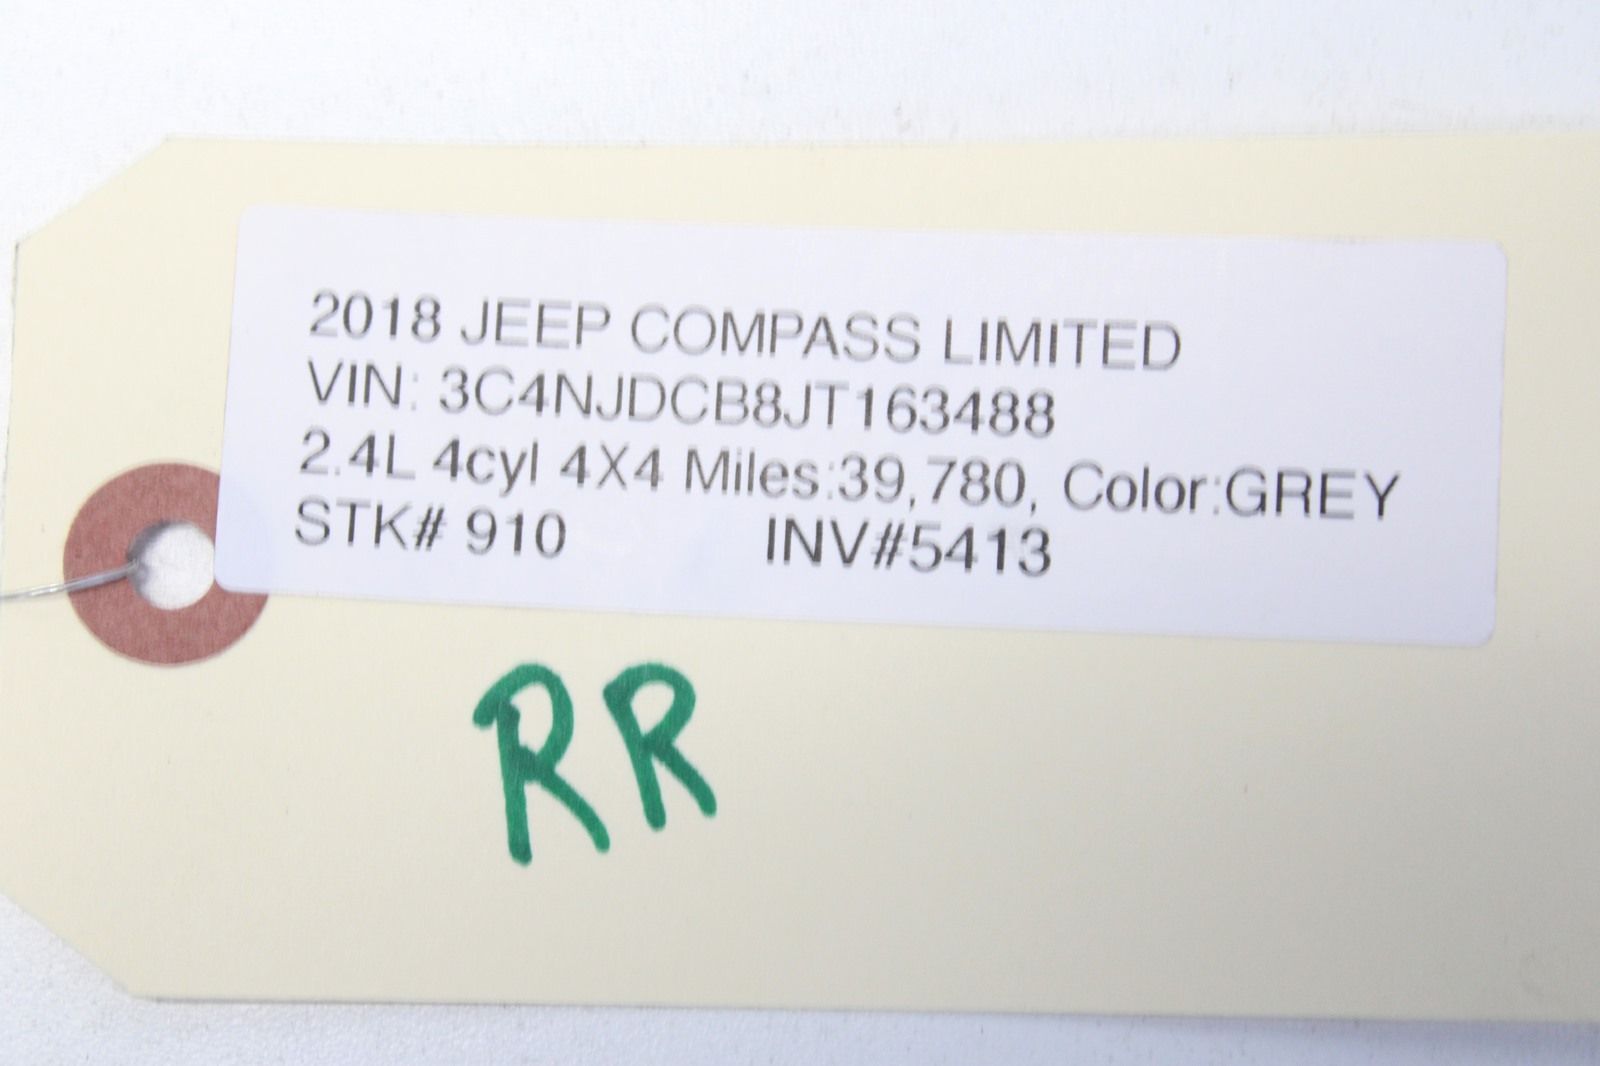 2018 JEEP COMPASS LIMITED
VIN: 3C4NJDCB8JT163488
2.4L 4cyl 4X4 Miles:39,780, Color:GREY
STK# 910 INV#5413
RR